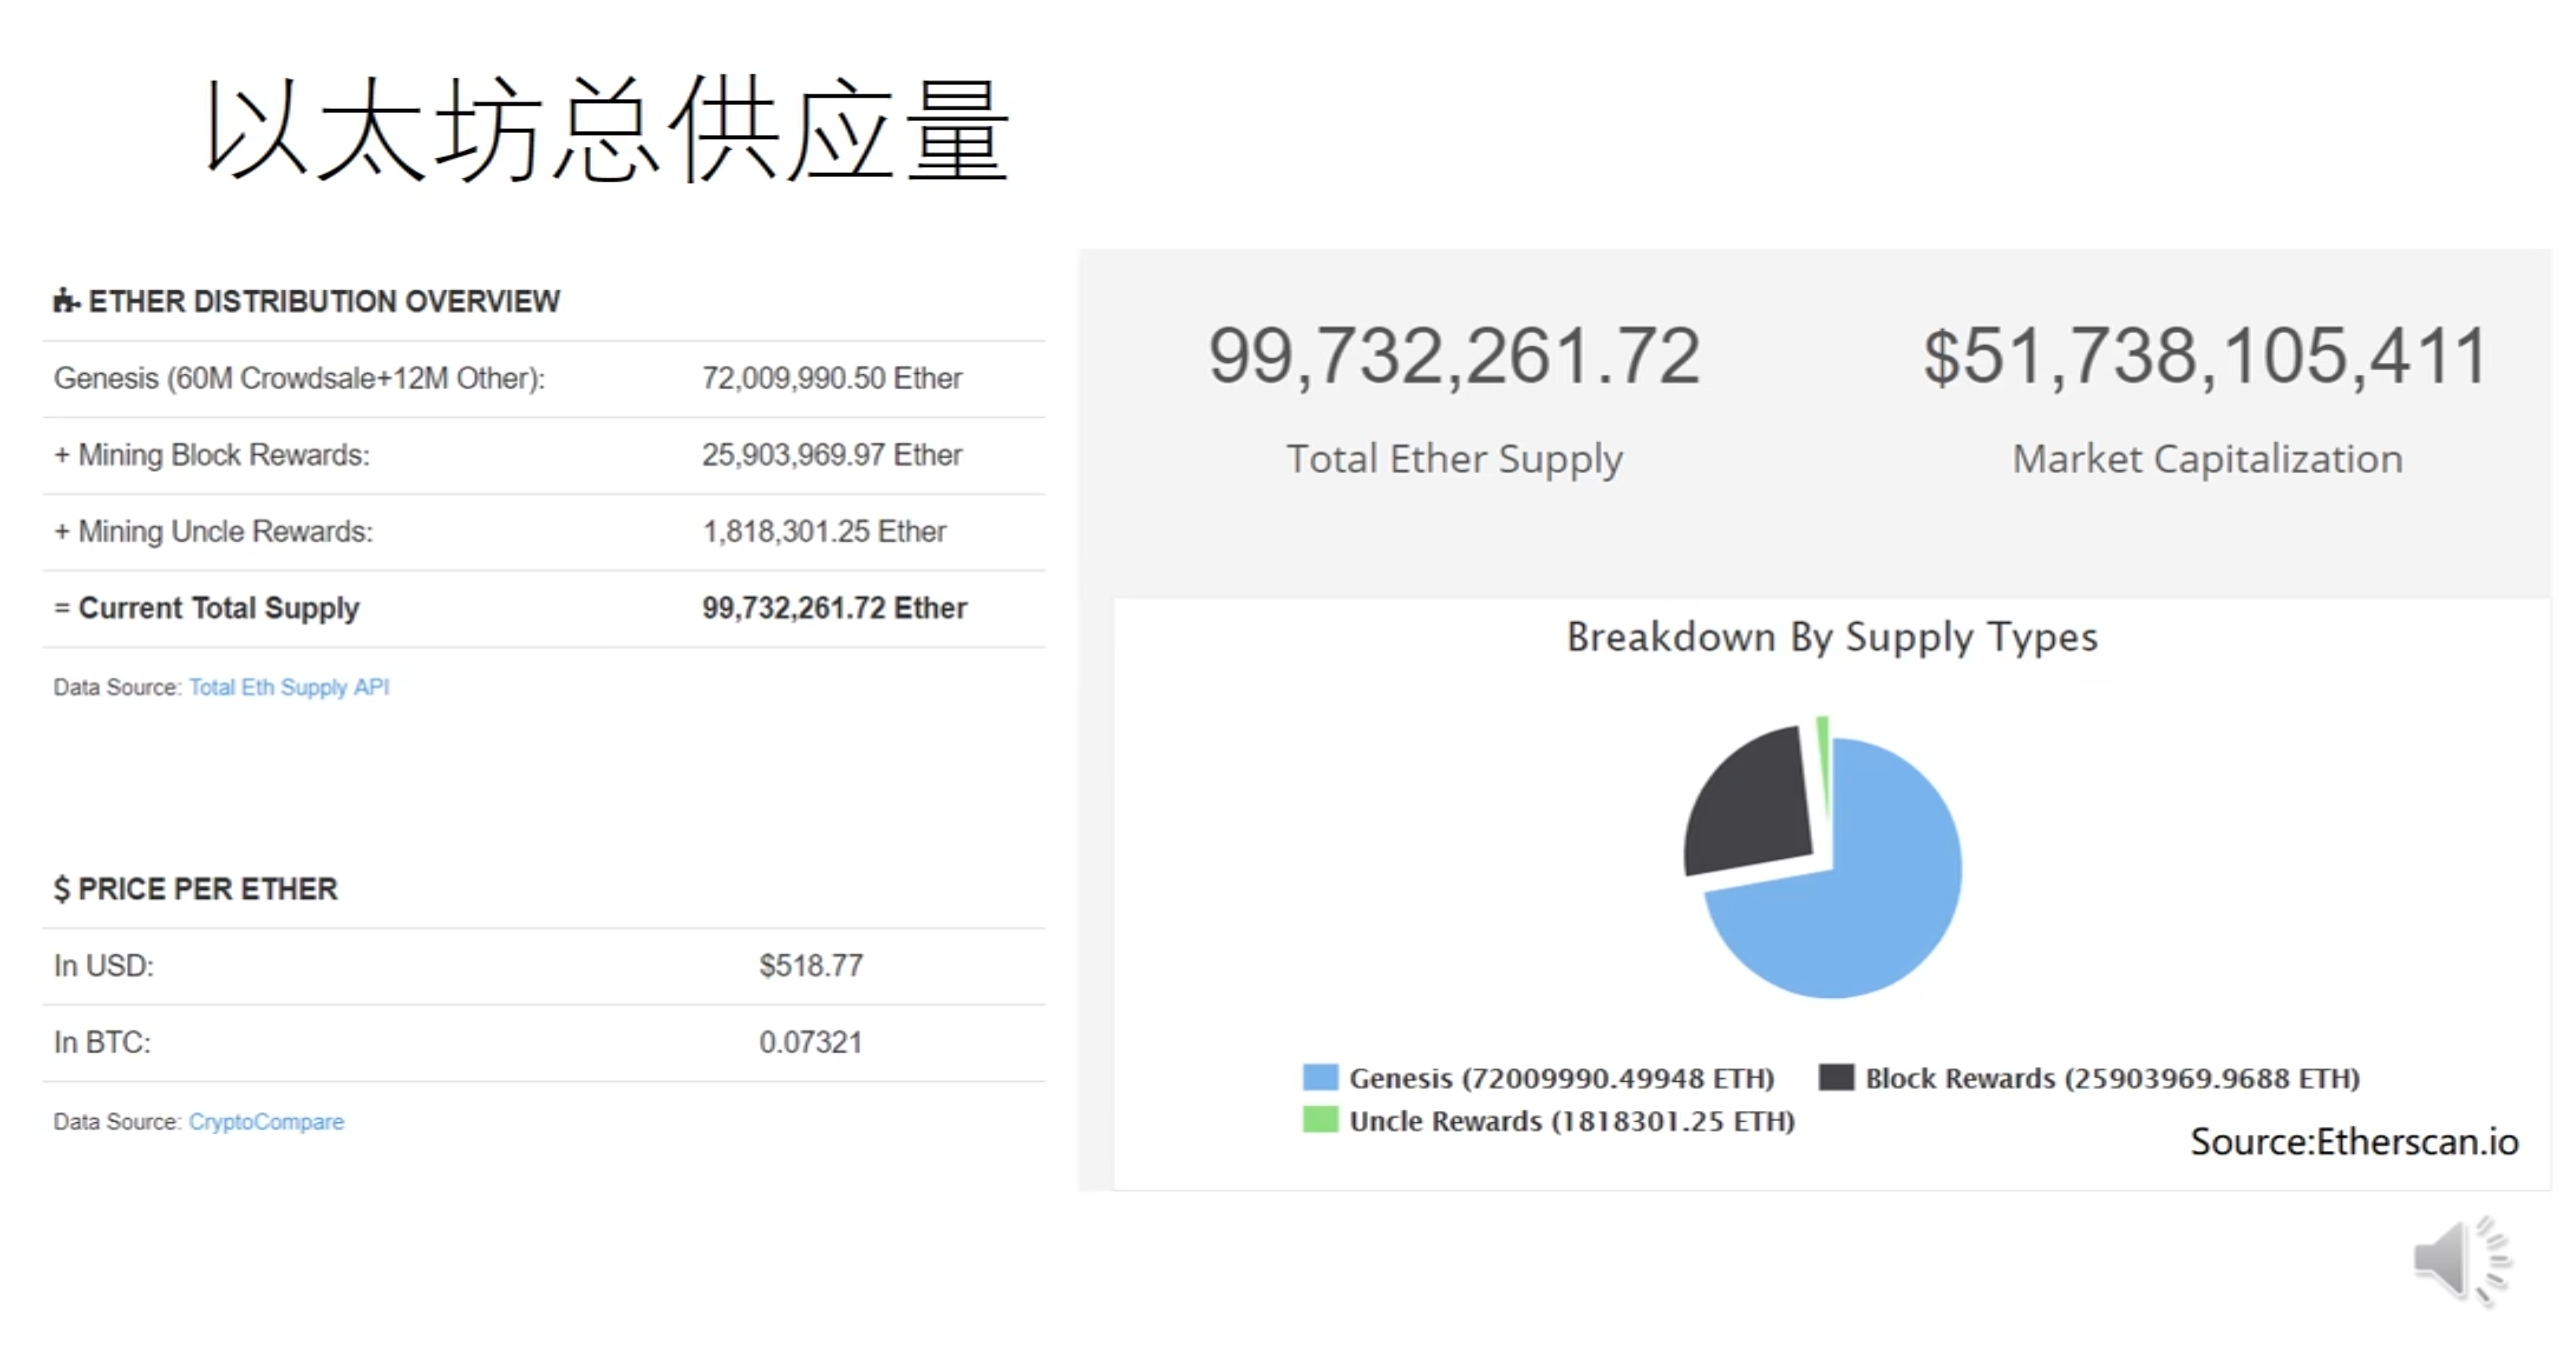 以太坊总供应量
ETHER DISTRIBUTION OVERVIEW
Genesis (60M Crowdsale+12M Other): 72,009,990.50 Ether
+ Mining Block Rewards: 25,903,969.97 Ether
+ Mining Uncle Rewards: 1,818,301.25 Ether
= Current Total Supply 99,732,261.72 Ether
Data Source: Total Eth Supply API
$ PRICE PER ETHER
In USD: $518.77
In BTC: 0.07321
Data Source: CryptoCompare
99,732,261.72 $51,738,105,411
Total Ether Supply Market Capitalization
Breakdown By Supply Types
Genesis (72009990.49948 ETH) Block Rewards (25903969.9688 ETH)
Uncle Rewards (1818301.25 ETH)
Source:Etherscan.io